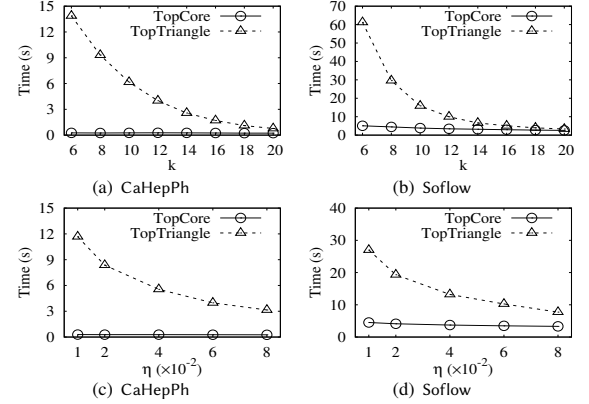 15
12
9
6
3
0
Time (s)
TopCore
TopTriangle
6 8 10 12 14 16 18 20
k
(a) CaHepPh
70
60
50
40
30
20
10
0
Time (s)
TopCore
TopTriangle
6 8 10 12 14 16 18 20
k
(b) Soflow
15
12
9
6
3
0
Time (s)
TopCore
TopTriangle
1 2 4 6 8
η (×10⁻²)
(c) CaHepPh
40
30
20
10
0
Time (s)
TopCore
TopTriangle
1 2 4 6 8
η (×10⁻²)
(d) Soflow